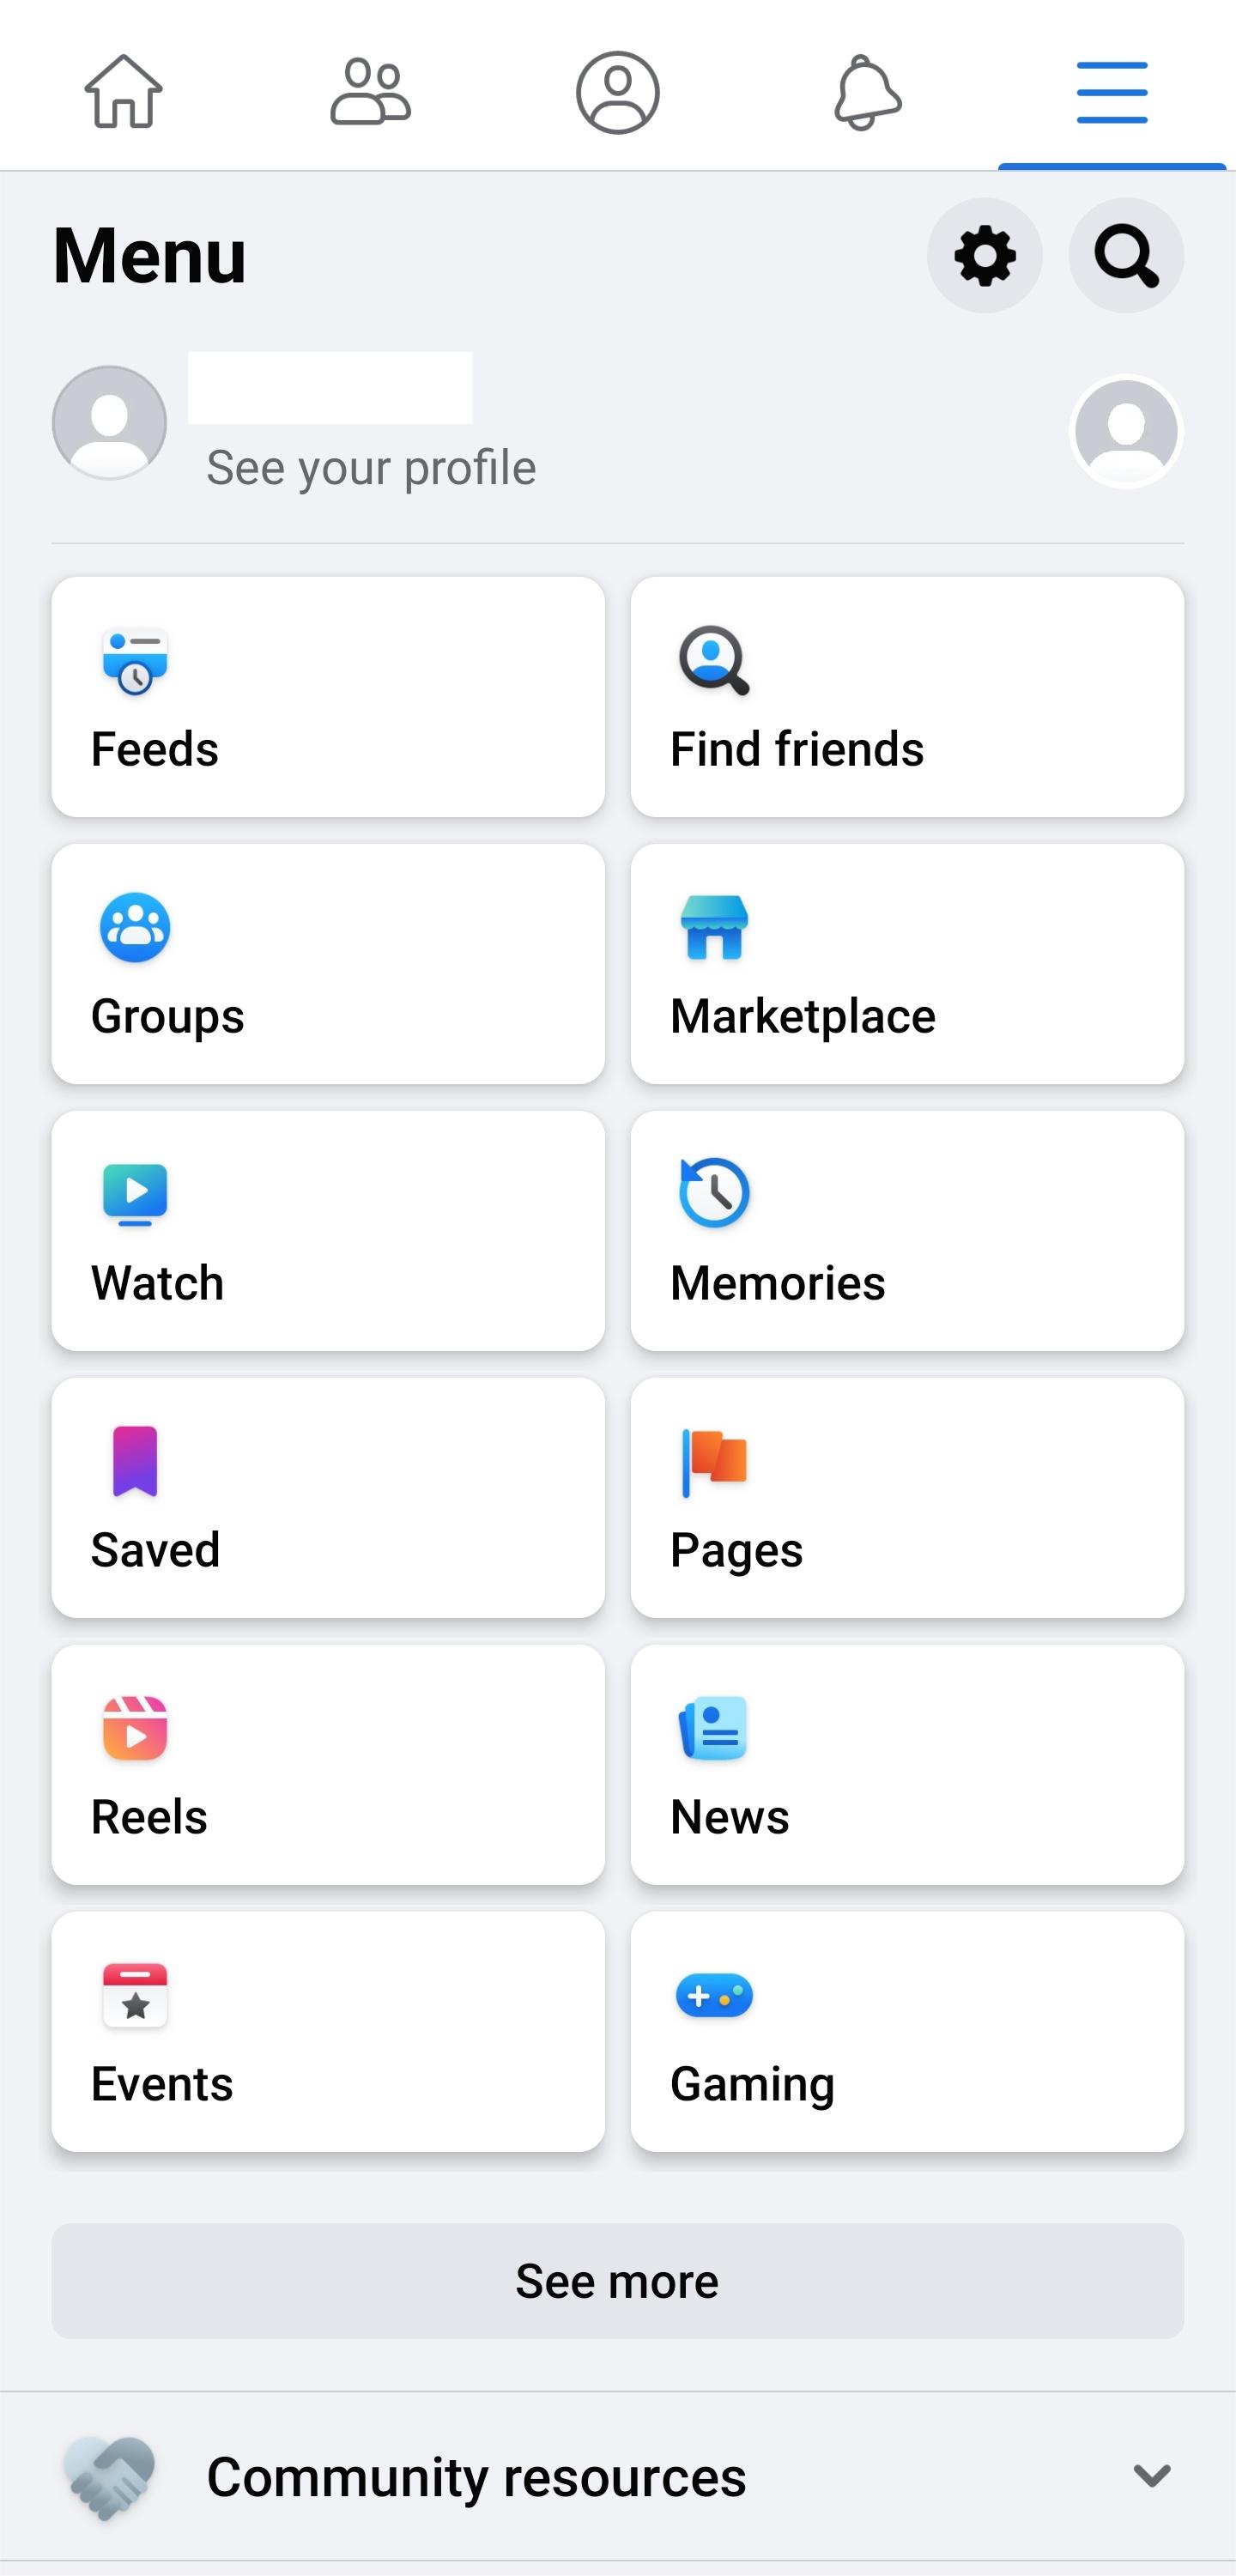 Menu
See your profile
Feeds
Find friends
Groups
Marketplace
Watch
Memories
Saved
Pages
Reels
News
Events
Gaming
See more
Community resources